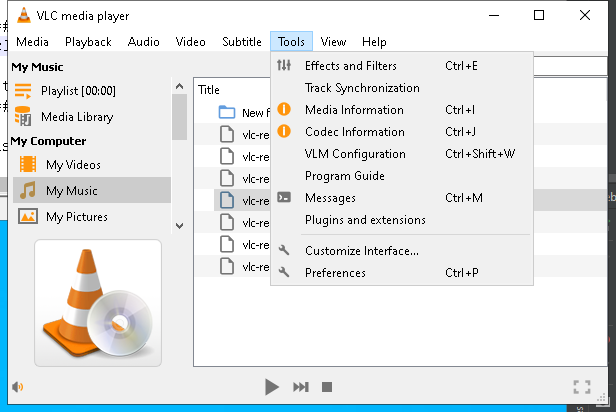 VLC media player
Media Playback Audio Video Subtitle Tools View Help
My Music
Playlist [00:00]
Media Library
My Computer
My Videos
My Music
My Pictures
Title
New f
vlc-re
vlc-re
vlc-re
vlc-re
vlc-re
vlc-re
vlc-re
Effects and Filters Ctrl+E
Track Synchronization
Media Information Ctrl+I
Codec Information Ctrl+J
VLM Configuration Ctrl+Shift+W
Program Guide
Messages Ctrl+M
Plugins and extensions
Customize Interface...
Preferences Ctrl+P